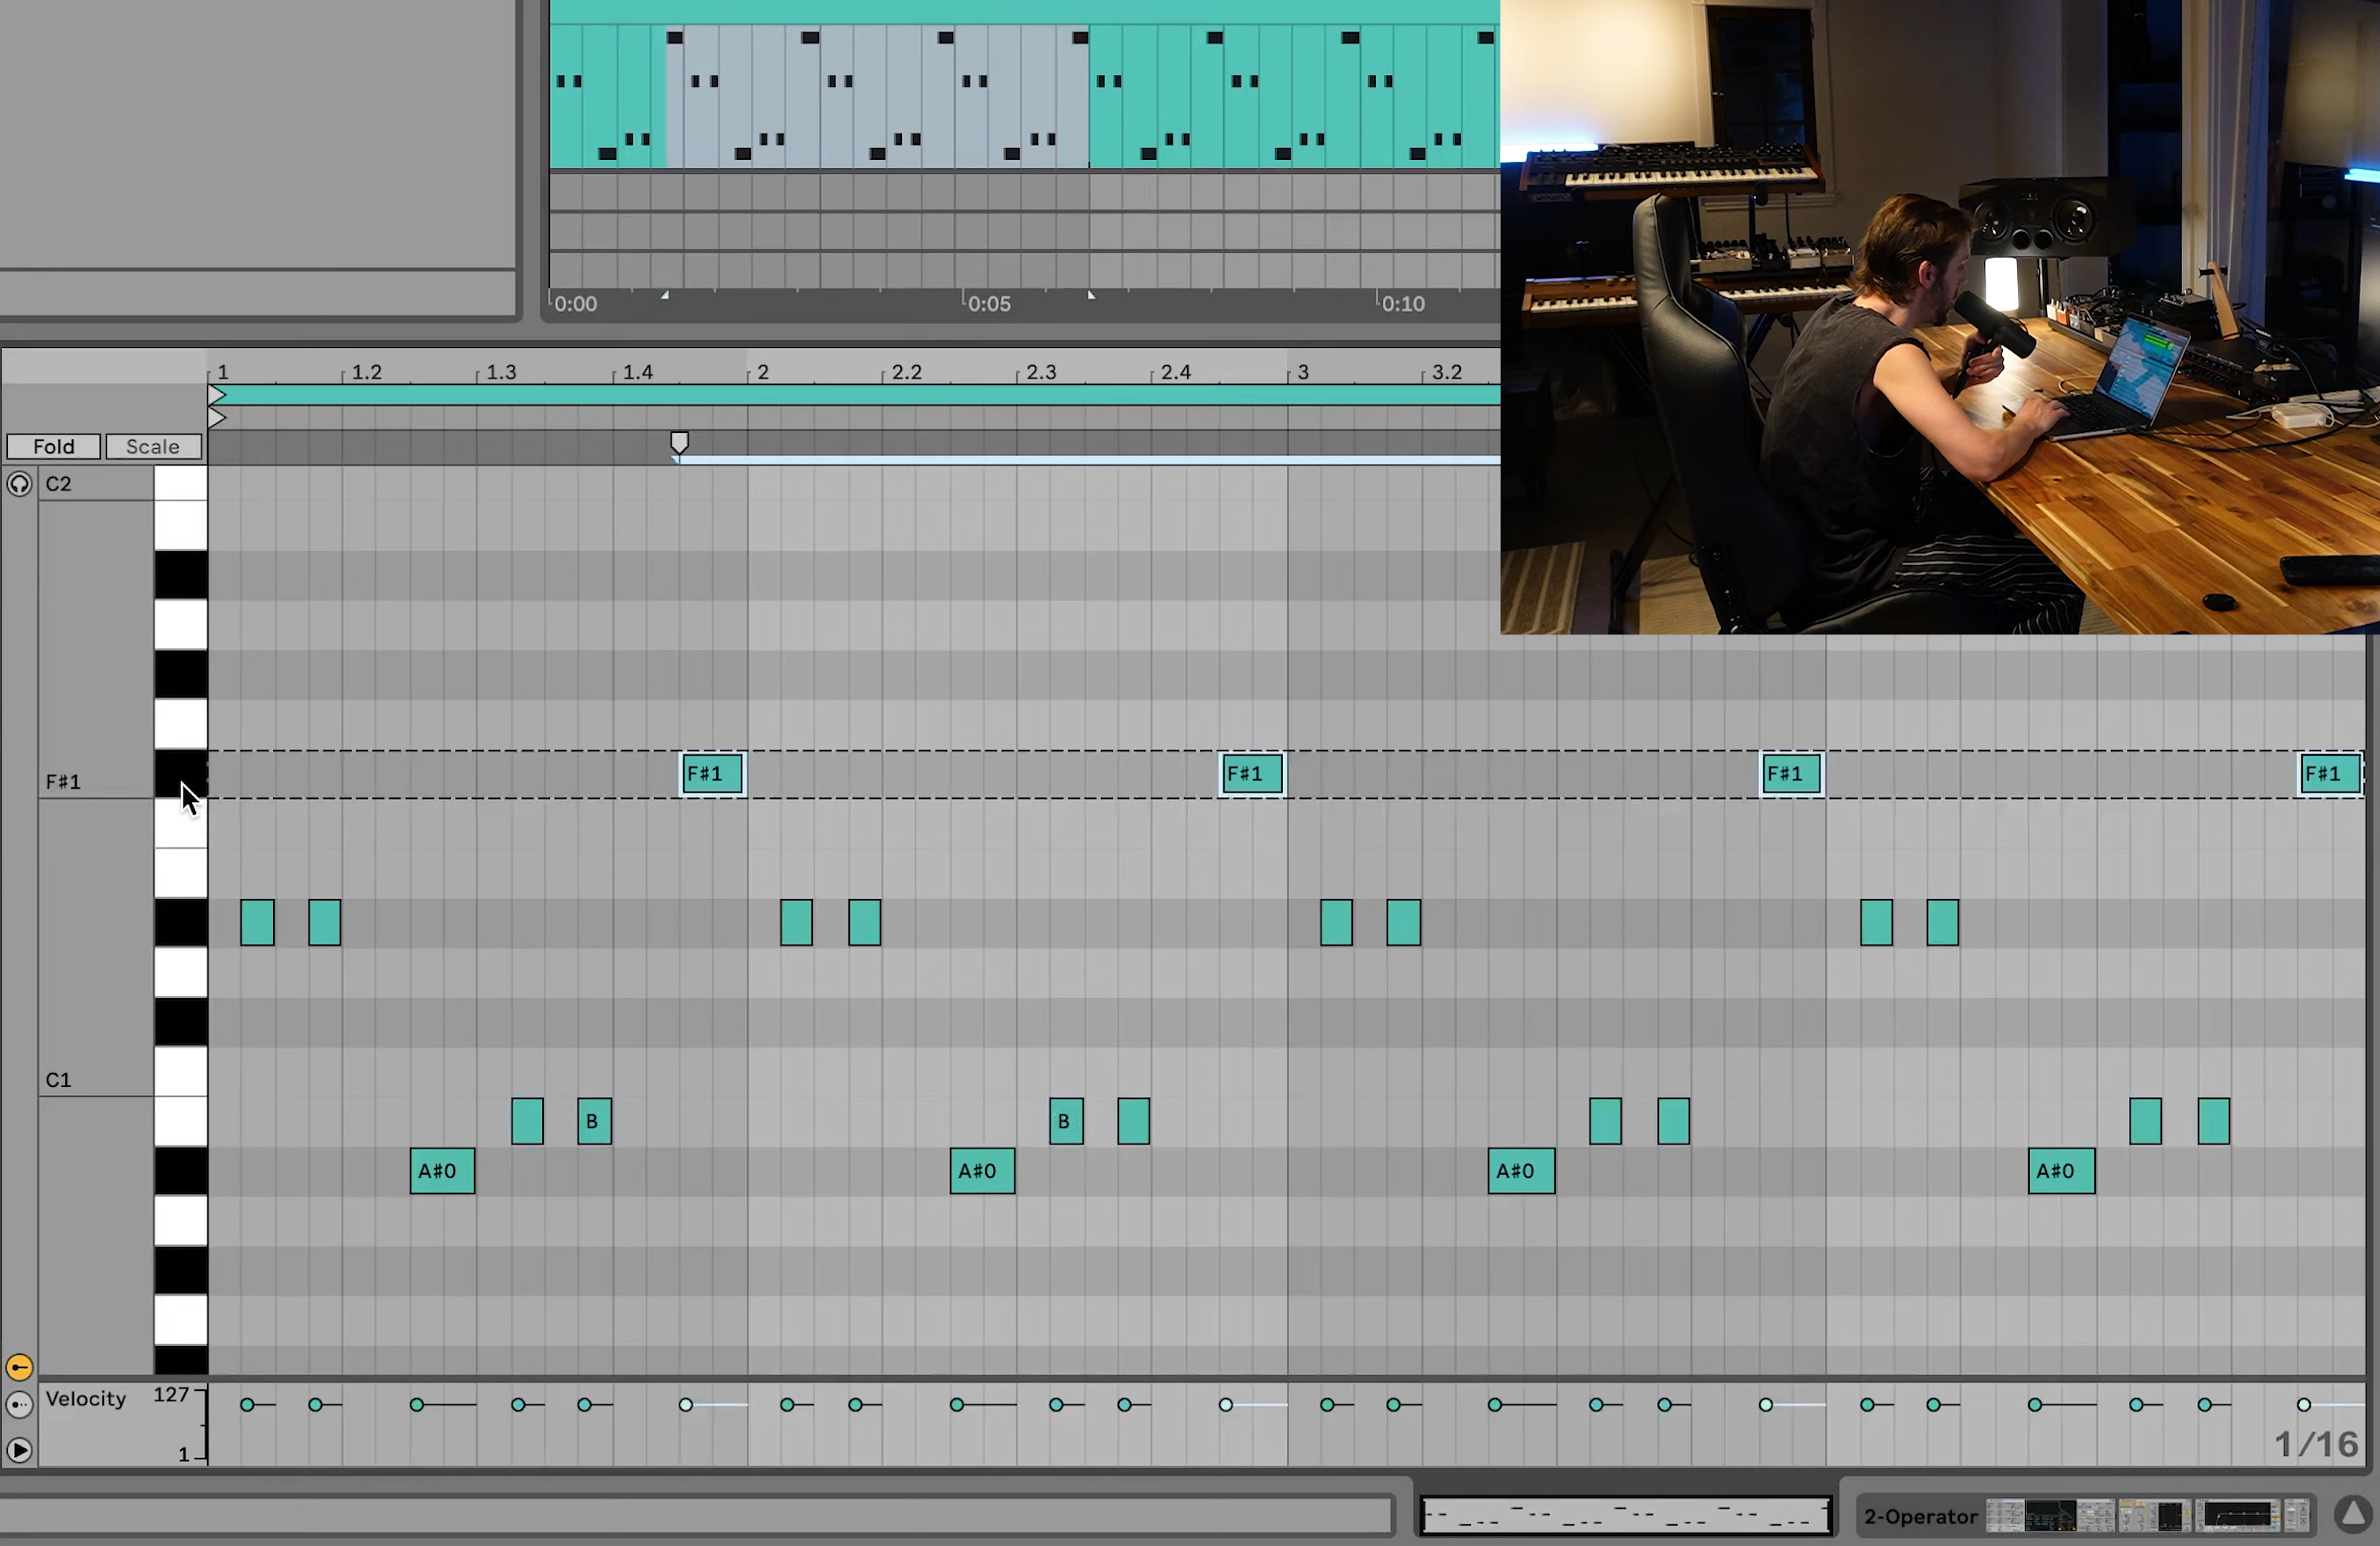 0:00 0:05 0:10
1 1.2 1.3 1.4 2 2.2 2.3 2.4 3 3.2
Fold Scale
C2
F#1 F#1 F#1 F#1 F#1
C1
B B
A#0 A#0 A#0 A#0
Velocity 127
1
1/16
2-Operator